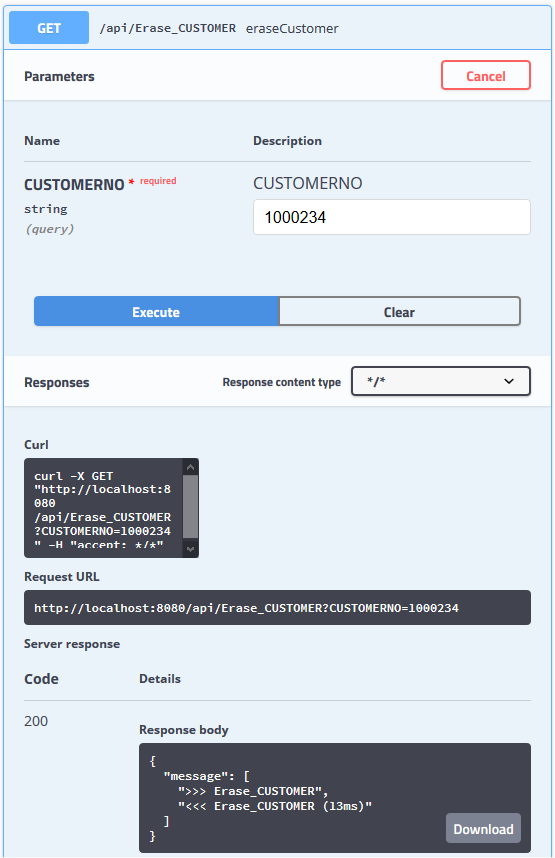 GET /api/Erase_CUSTOMER eraseCustomer
Parameters Cancel
Name Description
CUSTOMERNO * required CUSTOMERNO
string 1000234
(query)
Execute Clear
Responses Response content type */*
Curl
curl -X GET
"http://localhost:8
080
/api/Erase_CUSTOMER
?CUSTOMERNO=1000234
" -H "accept: */*"
Request URL
http://localhost:8080/api/Erase_CUSTOMER?CUSTOMERNO=1000234
Server response
Code Details
200
Response body
{
"message": [
">>> Erase_CUSTOMER",
"<<< Erase_CUSTOMER (13ms)"
]
}
Download